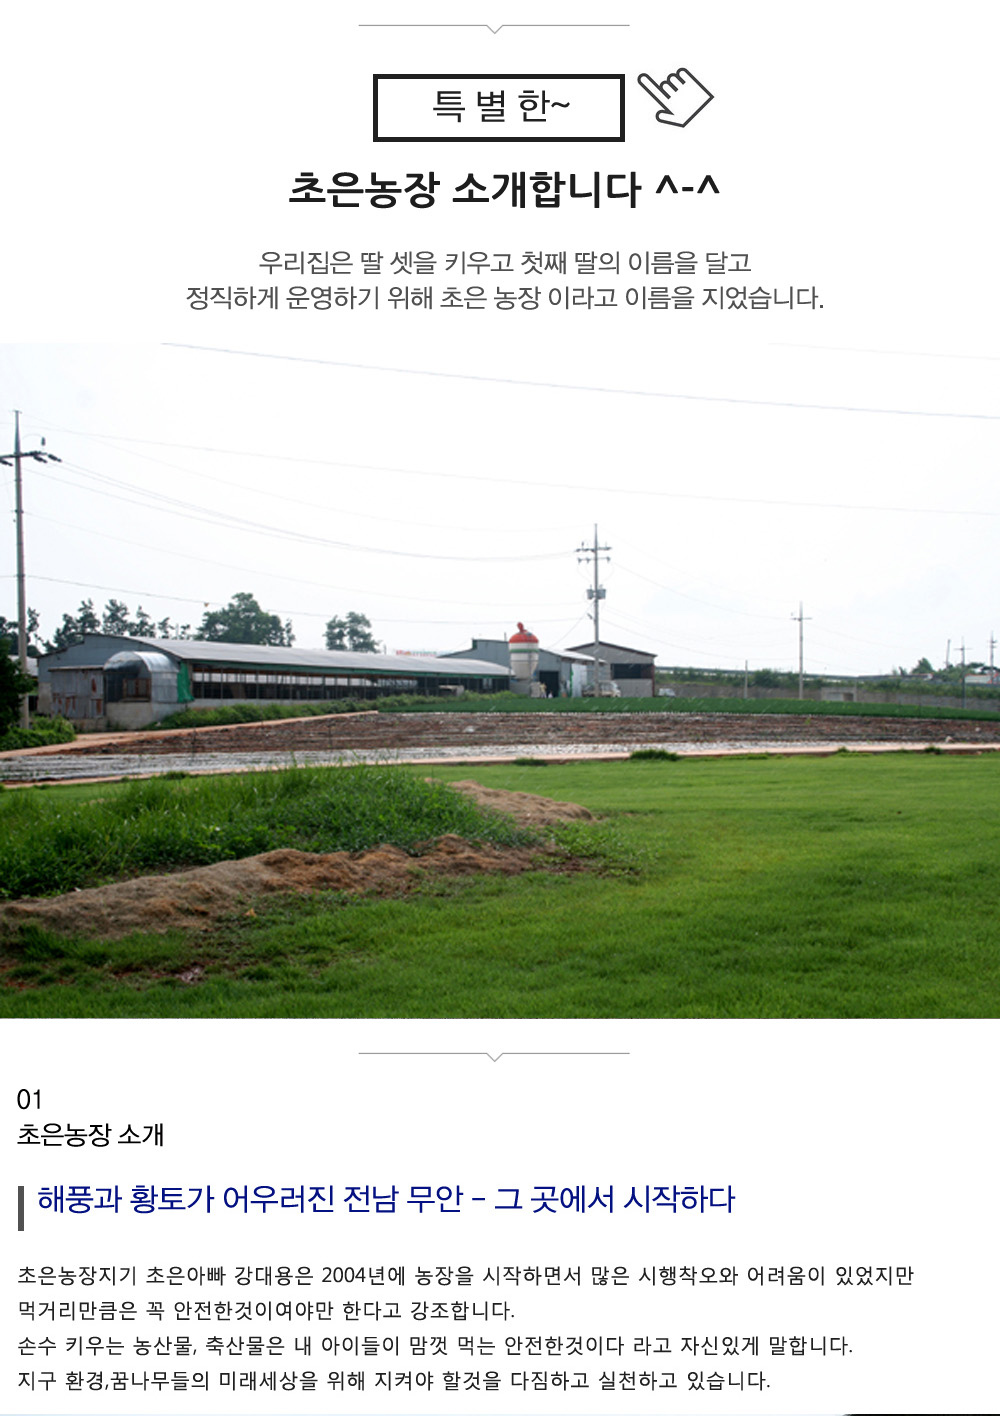 특 별 한~
초은농장 소개합니다 ^-^
우리집은 딸 셋을 키우고 첫째 딸의 이름을 달고
정직하게 운영하기 위해 초은 농장 이라고 이름을 지었습니다.
01
초은농장 소개
해풍과 황토가 어우러진 전남 무안 - 그 곳에서 시작하다
초은농장지기 초은아빠 강대용은 2004년에 농장을 시작하면서 많은 시행착오와 어려움이 있었지만
먹거리만큼은 꼭 안전한것이여야만 한다고 강조합니다.
손수 키우는 농산물, 축산물은 내 아이들이 맘껏 먹는 안전한것이다 라고 자신있게 말합니다.
지구 환경,꿈나무들의 미래세상을 위해 지켜야 할것을 다짐하고 실천하고 있습니다.